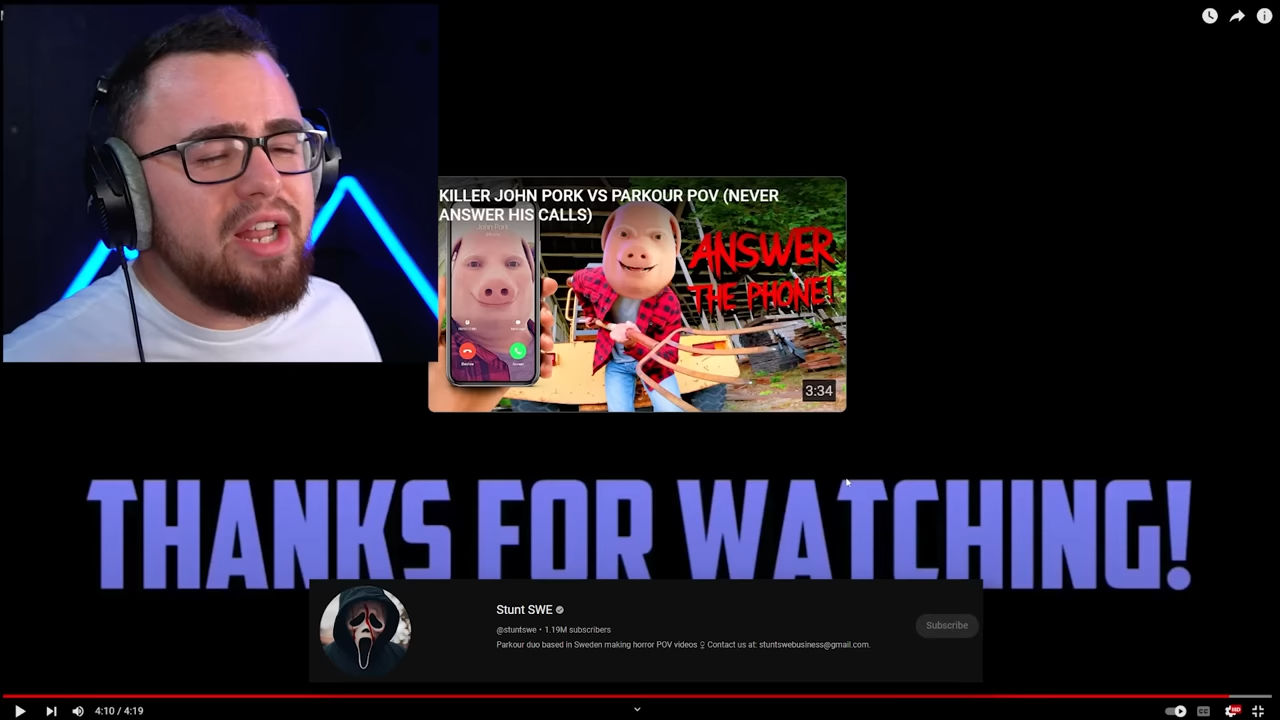 KILLER JOHN PORK VS PARKOUR POV (NEVER
ANSWER HIS CALLS)
John Pork
ANSWER
THE PHONE!
3:34
THANKS FOR WATCHING!
Stunt SWE
@stuntswe • 1.19M subscribers
Subscribe
Parkour duo based in Sweden making horror POV videos ♀ Contact us at: stuntswebusiness@gmail.com.
4:10 / 4:19
HD